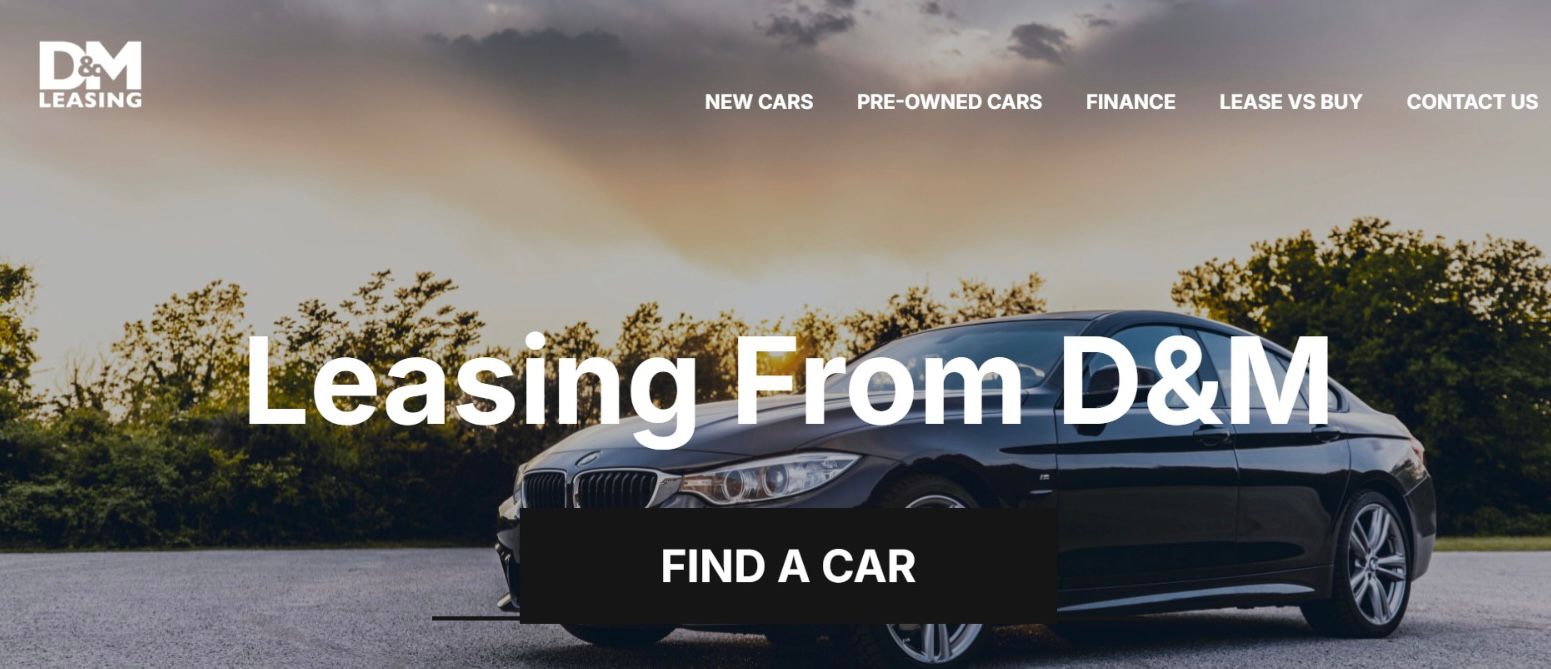 D&M
LEASING
NEW CARS PRE-OWNED CARS FINANCE LEASE VS BUY CONTACT US
Leasing From D&M
FIND A CAR